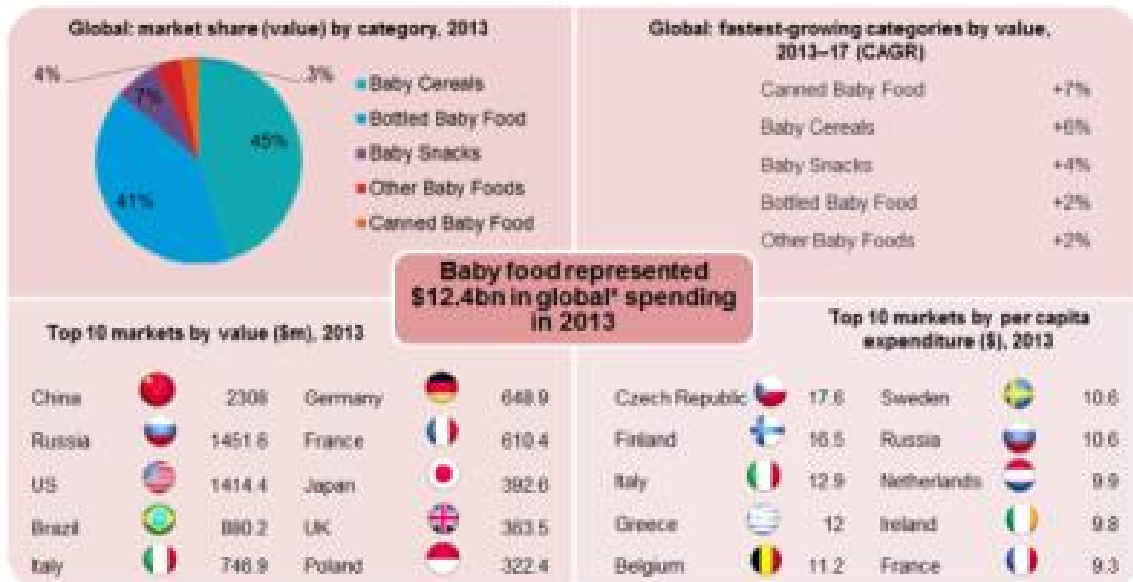 Global: market share (value) by category, 2013
4%
3%
7%
45%
41%
Baby Cereals
Bottled Baby Food
Baby Snacks
Other Baby Foods
Canned Baby Food
Global: fastest-growing categories by value,
2013–17 (CAGR)
Canned Baby Food +7%
Baby Cereals +6%
Baby Snacks +4%
Bottled Baby Food +2%
Other Baby Foods +2%
Baby food represented
$12.4bn in global* spending
in 2013
Top 10 markets by value ($m), 2013
China 2308 Germany 648.9
Russia 1451.6 France 610.4
US 1414.4 Japan 392.6
Brazil 880.2 UK 363.5
Italy 746.9 Poland 322.4
Top 10 markets by per capita
expenditure ($), 2013
Czech Republic 17.6 Sweden 10.6
Finland 16.5 Russia 10.6
Italy 12.9 Netherlands 9.9
Greece 12 Ireland 9.8
Belgium 11.2 France 9.3